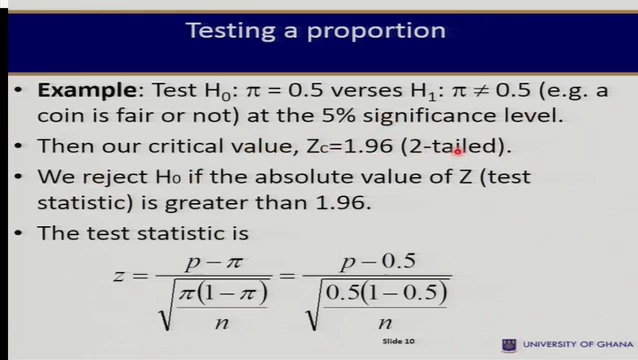 Testing a proportion
• Example: Test H₀: π = 0.5 verses H₁: π ≠ 0.5 (e.g. a
coin is fair or not) at the 5% significance level.
• Then our critical value, Zc=1.96 (2-tailed).
• We reject H₀ if the absolute value of Z (test
statistic) is greater than 1.96.
• The test statistic is
z = (p − π) / √(π(1 − π) / n) = (p − 0.5) / √(0.5(1 − 0.5) / n)
Slide 10
UNIVERSITY OF GHANA